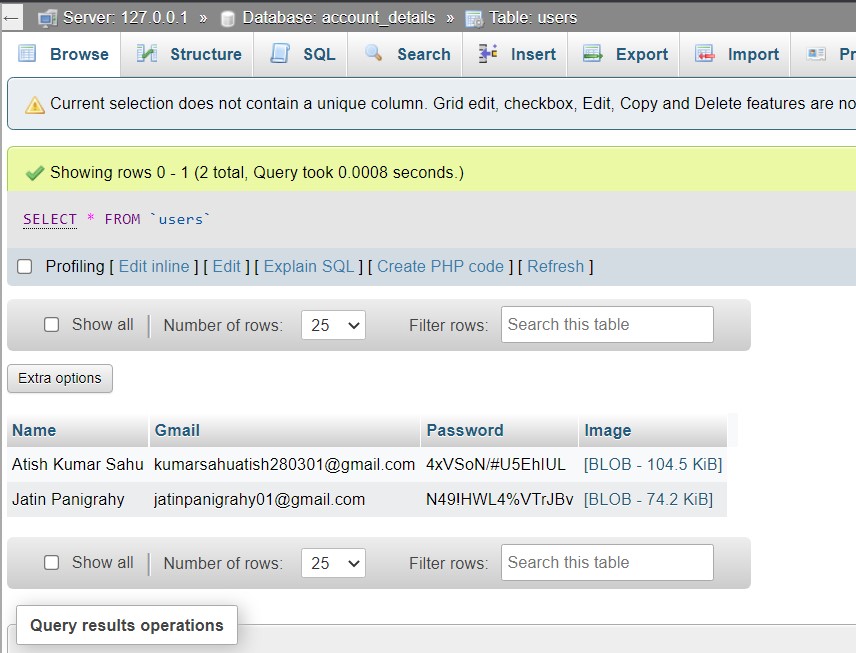 Server: 127.0.0.1 » Database: account_details » Table: users
Browse Structure SQL Search Insert Export Import Pr
Current selection does not contain a unique column. Grid edit, checkbox, Edit, Copy and Delete features are no
Showing rows 0 - 1 (2 total, Query took 0.0008 seconds.)
SELECT * FROM `users`
Profiling [ Edit inline ] [ Edit ] [ Explain SQL ] [ Create PHP code ] [ Refresh ]
Show all | Number of rows: 25 Filter rows: Search this table
Extra options
Name Gmail Password Image
Atish Kumar Sahu kumarsahuatish280301@gmail.com 4xVSoN/#U5EhIUL [BLOB - 104.5 KiB]
Jatin Panigrahy jatinpanigrahy01@gmail.com N49!HWL4%VTrJBv [BLOB - 74.2 KiB]
Show all | Number of rows: 25 Filter rows: Search this table
Query results operations